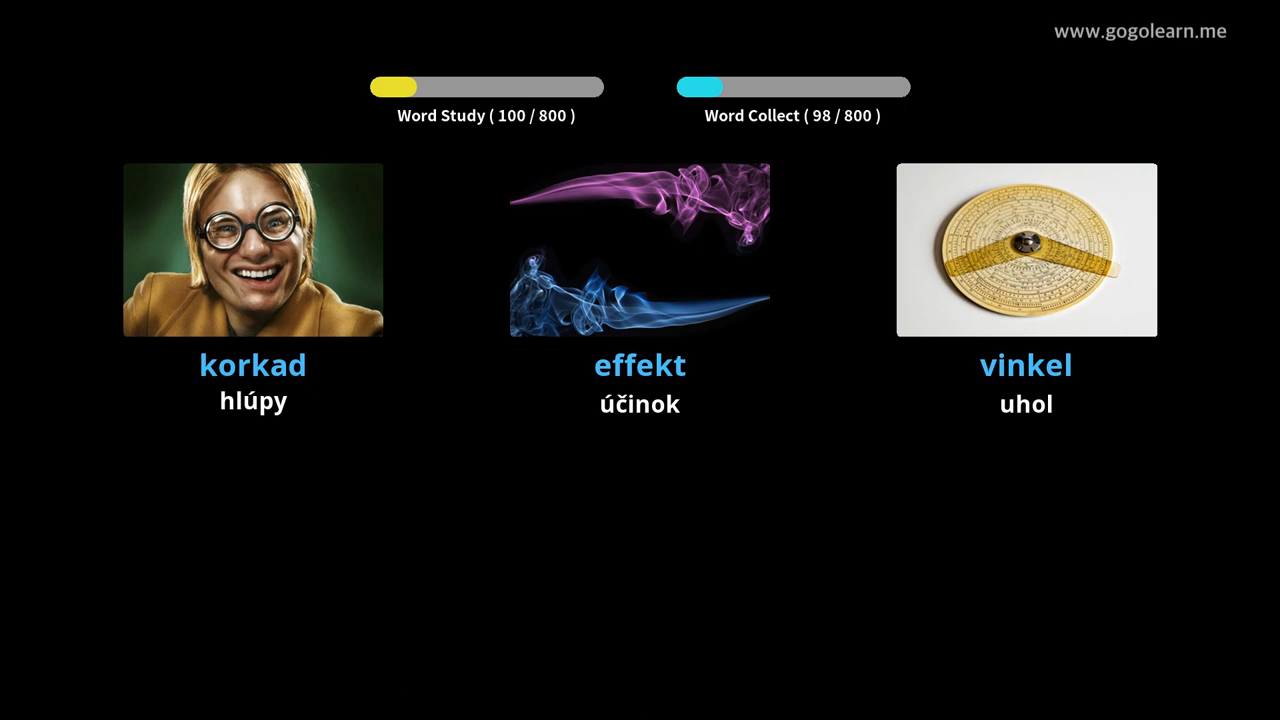 www.gogolearn.me
Word Study ( 100 / 800 )
Word Collect ( 98 / 800 )
korkad
hlúpy
effekt
účinok
vinkel
uhol